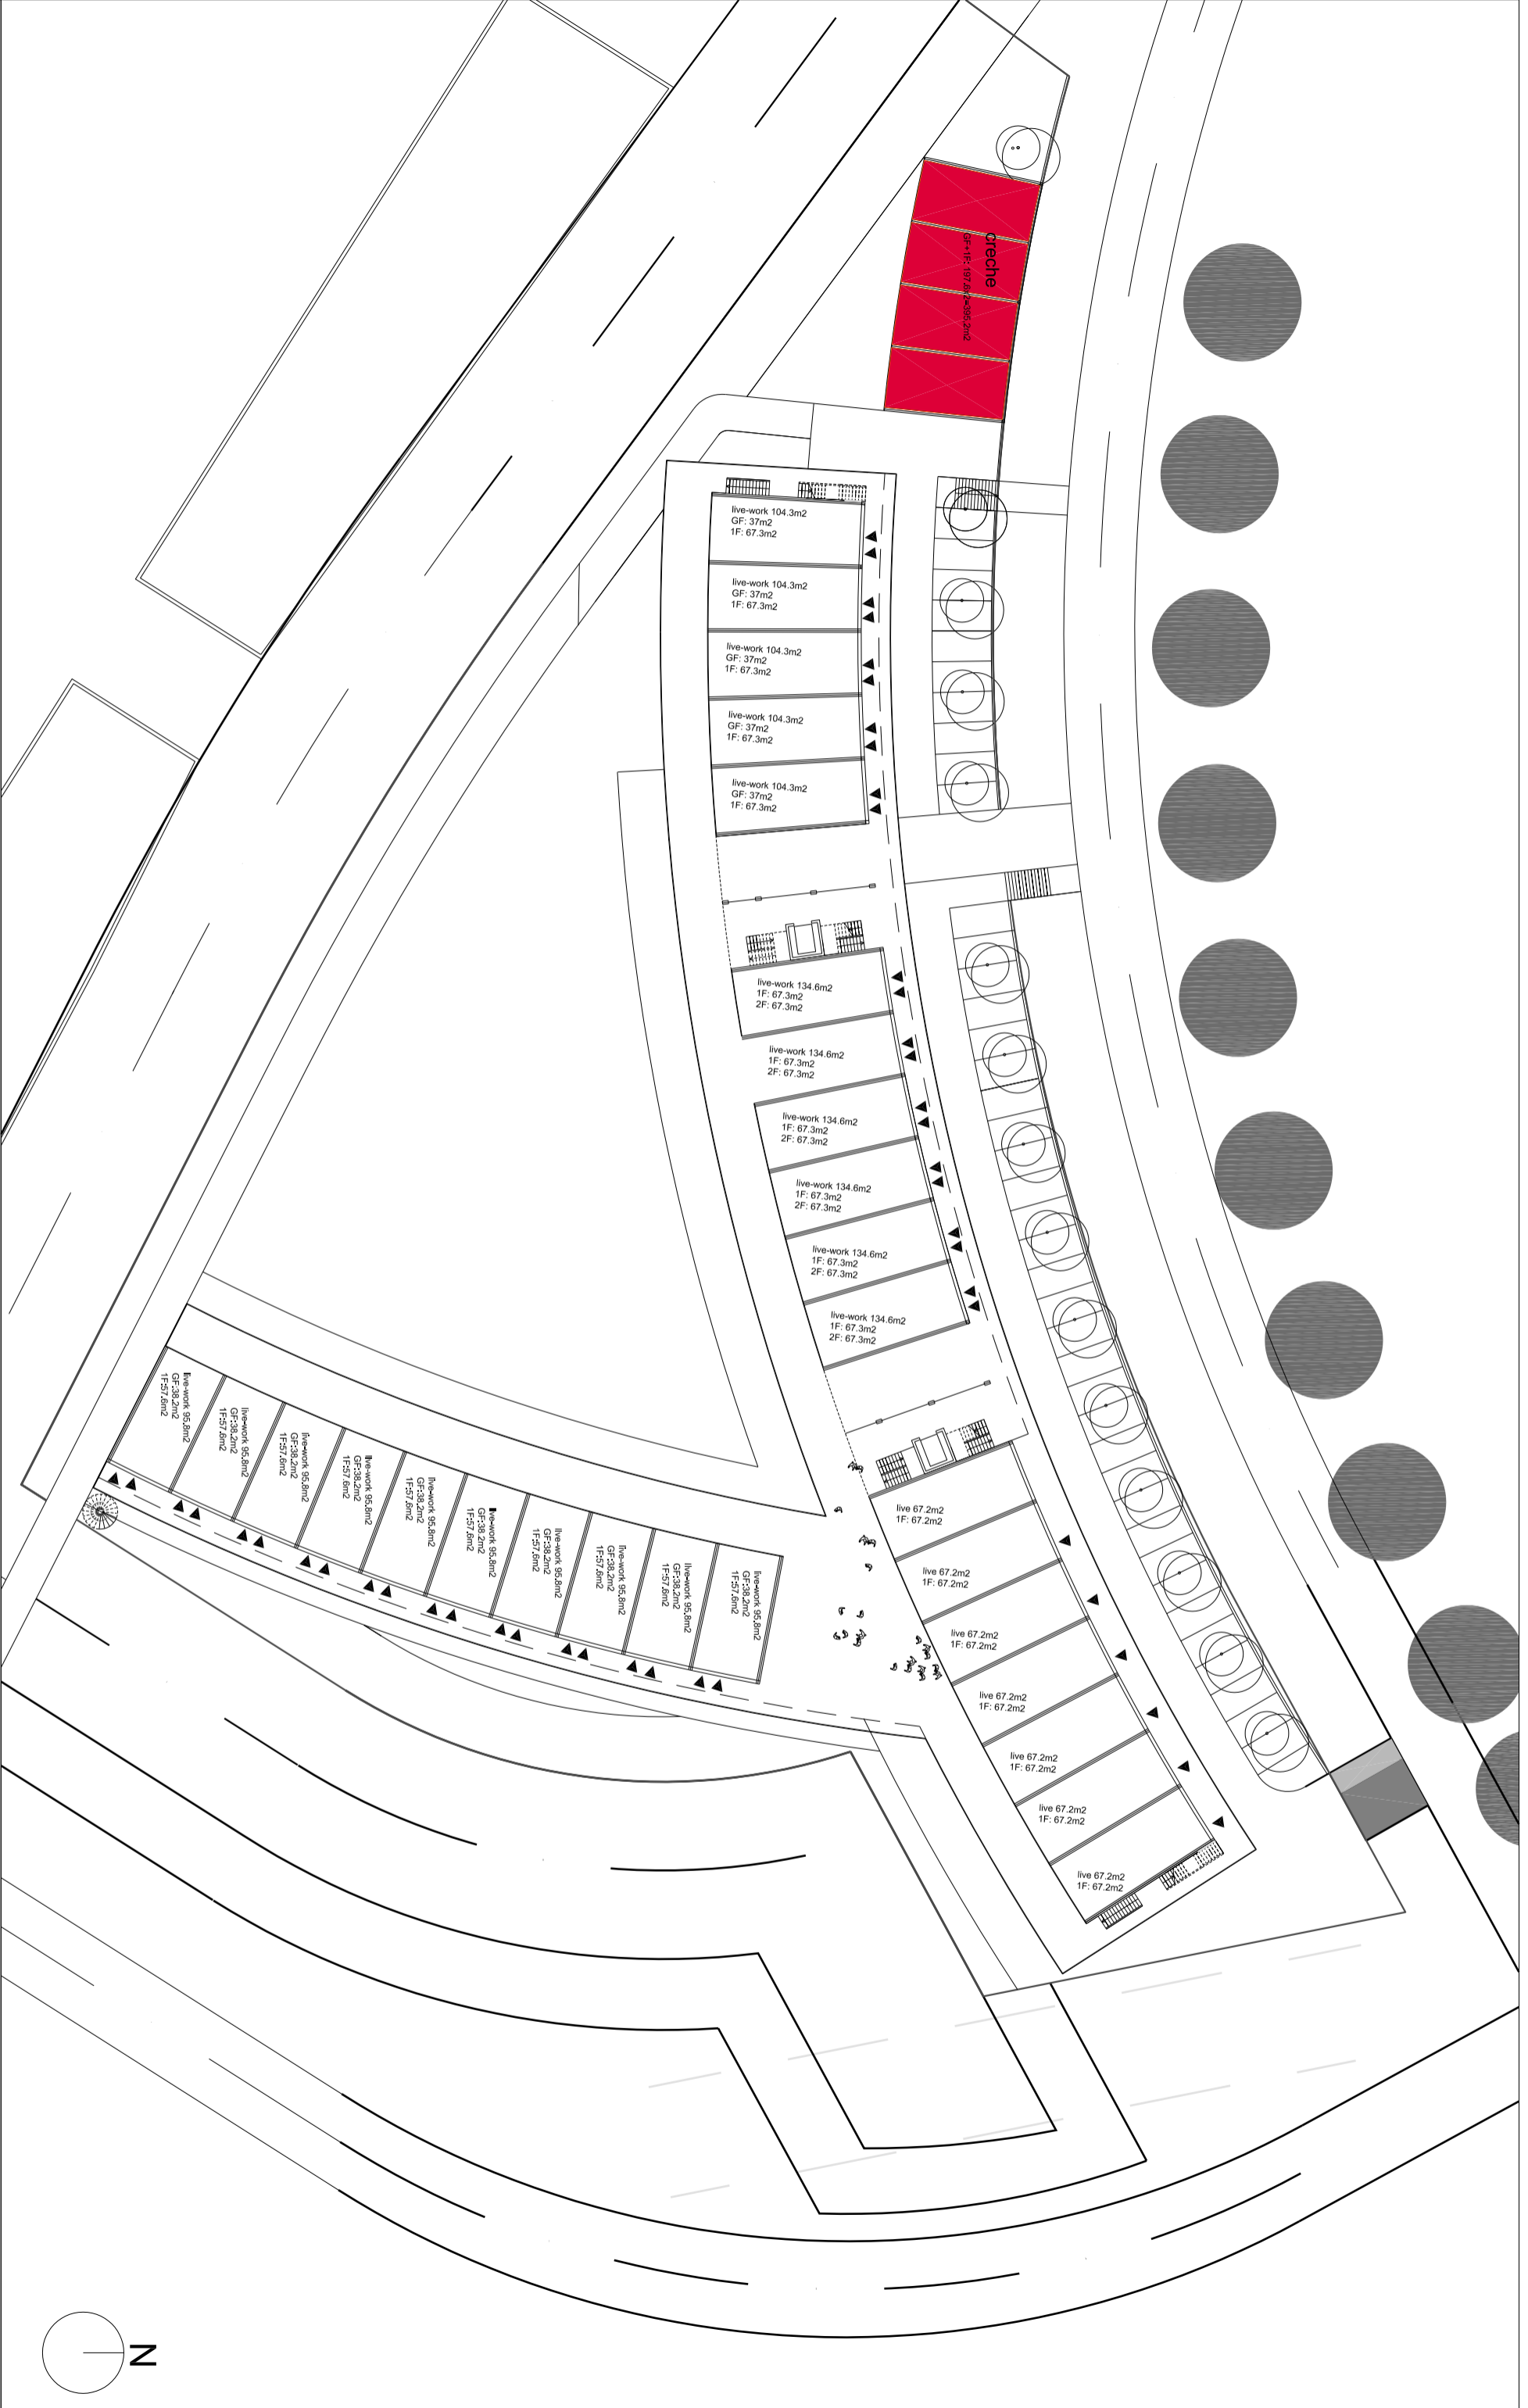 creche
GF+1F: 197.6x2=395.2m2
live-work 104.3m2
GF: 37m2
1F: 67.3m2
live-work 104.3m2
GF: 37m2
1F: 67.3m2
live-work 104.3m2
GF: 37m2
1F: 67.3m2
live-work 104.3m2
GF: 37m2
1F: 67.3m2
live-work 104.3m2
GF: 37m2
1F: 67.3m2
live-work 134.6m2
1F: 67.3m2
2F: 67.3m2
live-work 134.6m2
1F: 67.3m2
2F: 67.3m2
live-work 134.6m2
1F: 67.3m2
2F: 67.3m2
live-work 134.6m2
1F: 67.3m2
2F: 67.3m2
live-work 134.6m2
1F: 67.3m2
2F: 67.3m2
live-work 134.6m2
1F: 67.3m2
2F: 67.3m2
live-work 95.8m2
GF:38.2m2
1F:57.6m2
live-work 95.8m2
GF:38.2m2
1F:57.6m2
live-work 95.8m2
GF:38.2m2
1F:57.6m2
live-work 95.8m2
GF:38.2m2
1F:57.6m2
live-work 95.8m2
GF:38.2m2
1F:57.6m2
live-work 95.8m2
GF:38.2m2
1F:57.6m2
live-work 95.8m2
GF:38.2m2
1F:57.6m2
live-work 95.8m2
GF:38.2m2
1F:57.6m2
live-work 95.8m2
GF:38.2m2
1F:57.6m2
live-work 95.8m2
GF:38.2m2
1F:57.6m2
live 67.2m2
1F: 67.2m2
live 67.2m2
1F: 67.2m2
live 67.2m2
1F: 67.2m2
live 67.2m2
1F: 67.2m2
live 67.2m2
1F: 67.2m2
live 67.2m2
1F: 67.2m2
live 67.2m2
1F: 67.2m2
N